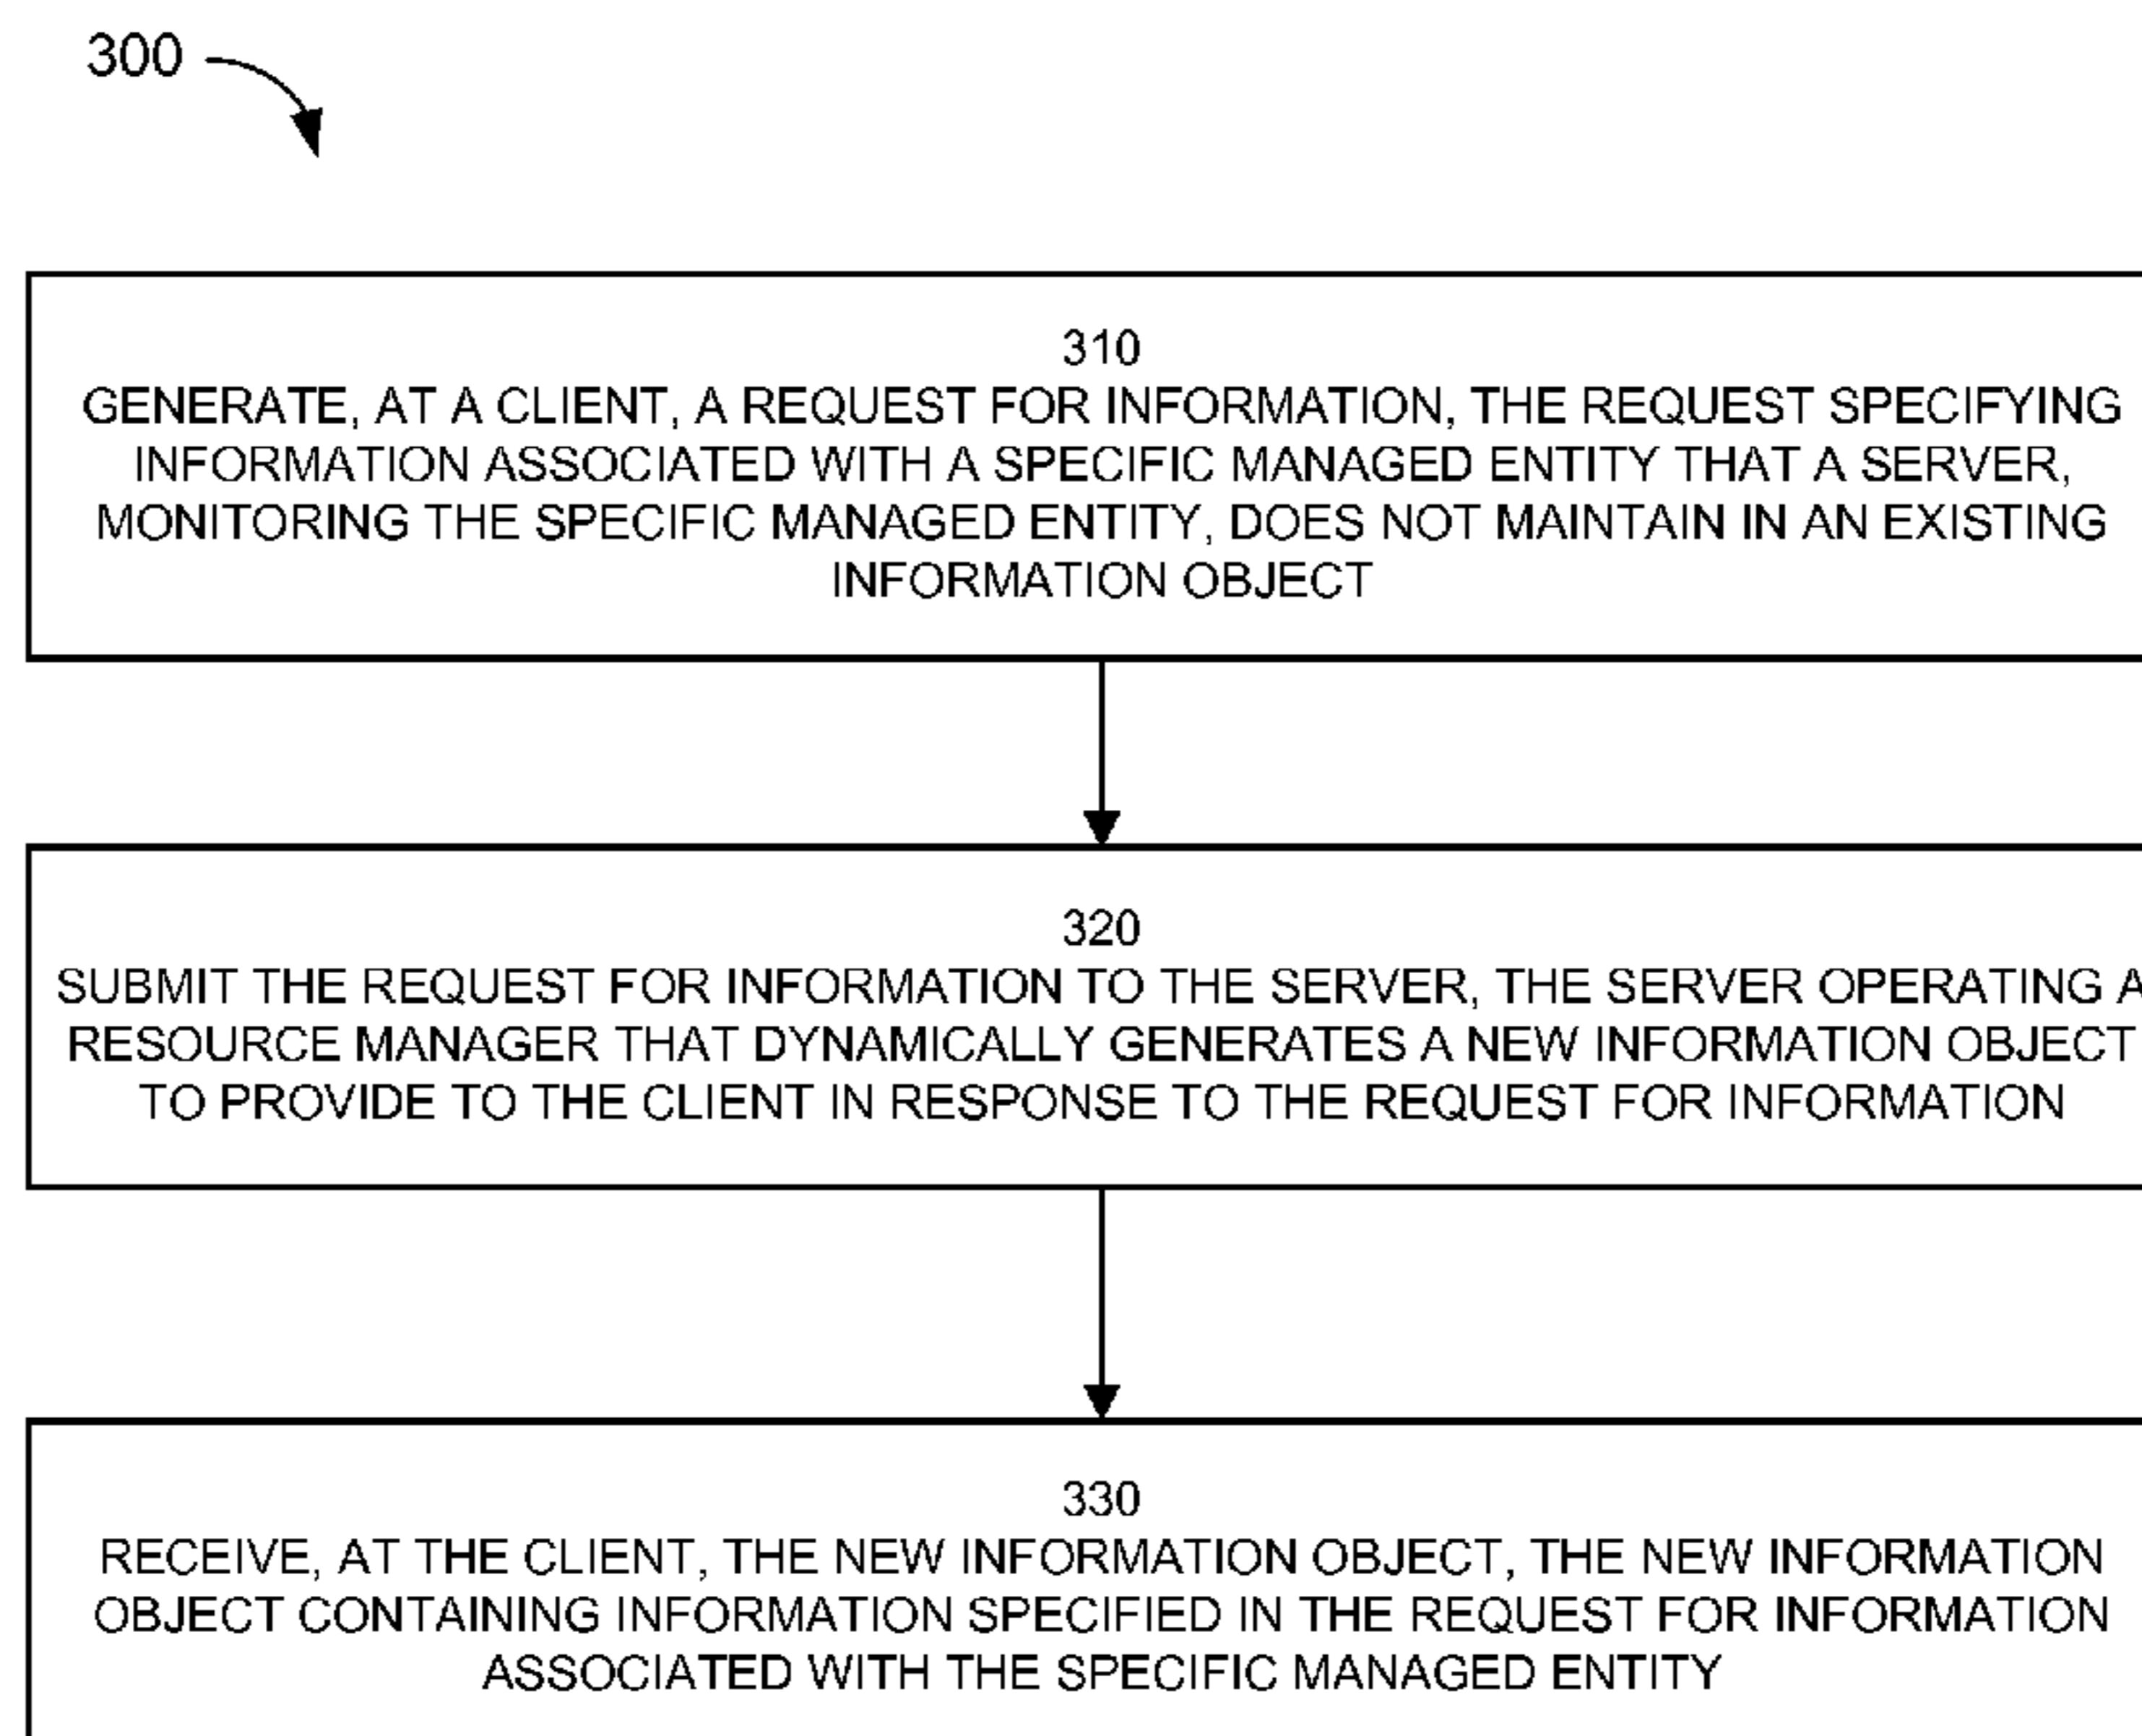 300
310
GENERATE, AT A CLIENT, A REQUEST FOR INFORMATION, THE REQUEST SPECIFYING
INFORMATION ASSOCIATED WITH A SPECIFIC MANAGED ENTITY THAT A SERVER,
MONITORING THE SPECIFIC MANAGED ENTITY, DOES NOT MAINTAIN IN AN EXISTING
INFORMATION OBJECT
320
SUBMIT THE REQUEST FOR INFORMATION TO THE SERVER, THE SERVER OPERATING A
RESOURCE MANAGER THAT DYNAMICALLY GENERATES A NEW INFORMATION OBJECT
TO PROVIDE TO THE CLIENT IN RESPONSE TO THE REQUEST FOR INFORMATION
330
RECEIVE, AT THE CLIENT, THE NEW INFORMATION OBJECT, THE NEW INFORMATION
OBJECT CONTAINING INFORMATION SPECIFIED IN THE REQUEST FOR INFORMATION
ASSOCIATED WITH THE SPECIFIC MANAGED ENTITY